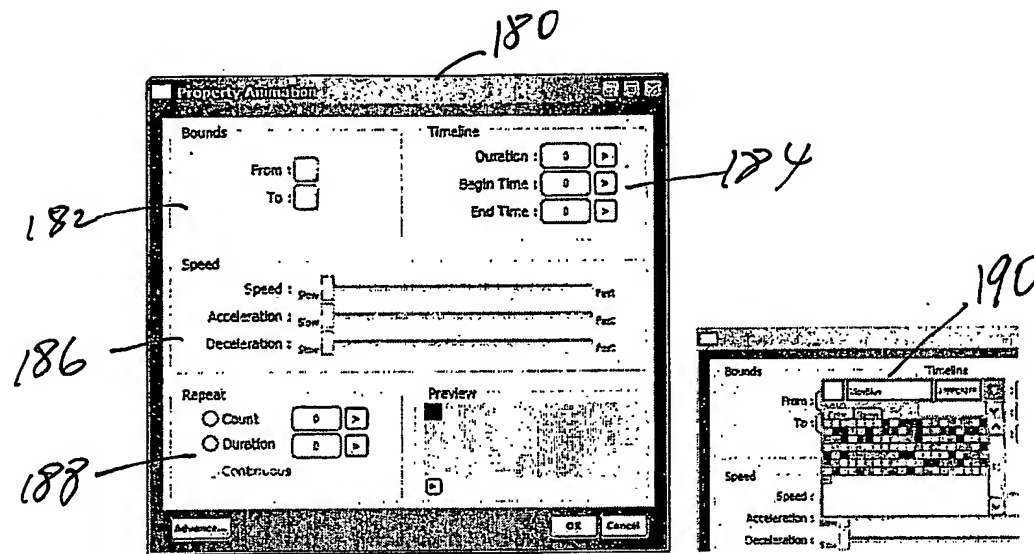 180
Property Animation
Bounds
Timeline
From :
To :
Duration : 0
Begin Time : 0
End Time : 0
184
182
Speed
Speed : Slow Fast
Acceleration : Slow Fast
Deceleration : Slow Fast
186
Repeat
Preview
Count 0
Duration 0
Continuous
188
Advance... OK Cancel
190
Bounds
Timeline
From :
To :
Speed
Speed :
Acceleration : Slow
Deceleration : Slow